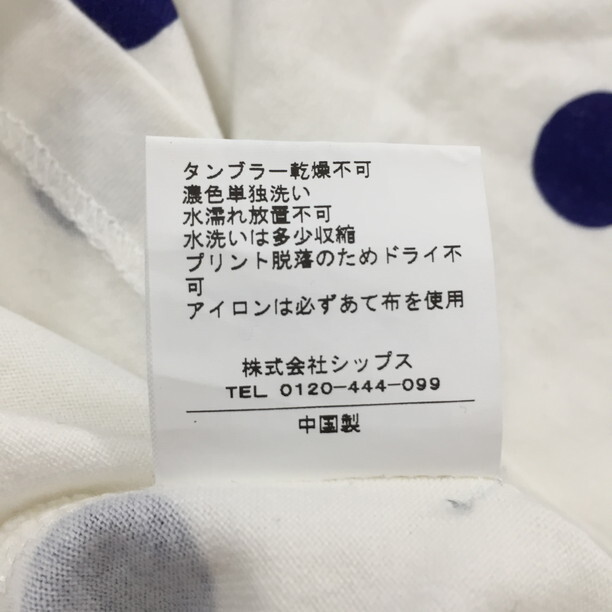 タンブラー乾燥不可
濃色単独洗い
水濡れ放置不可
水洗いは多少収縮
プリント脱落のためドライ不
可
アイロンは必ずあて布を使用
株式会社シップス
TEL 0120-444-099
中国製